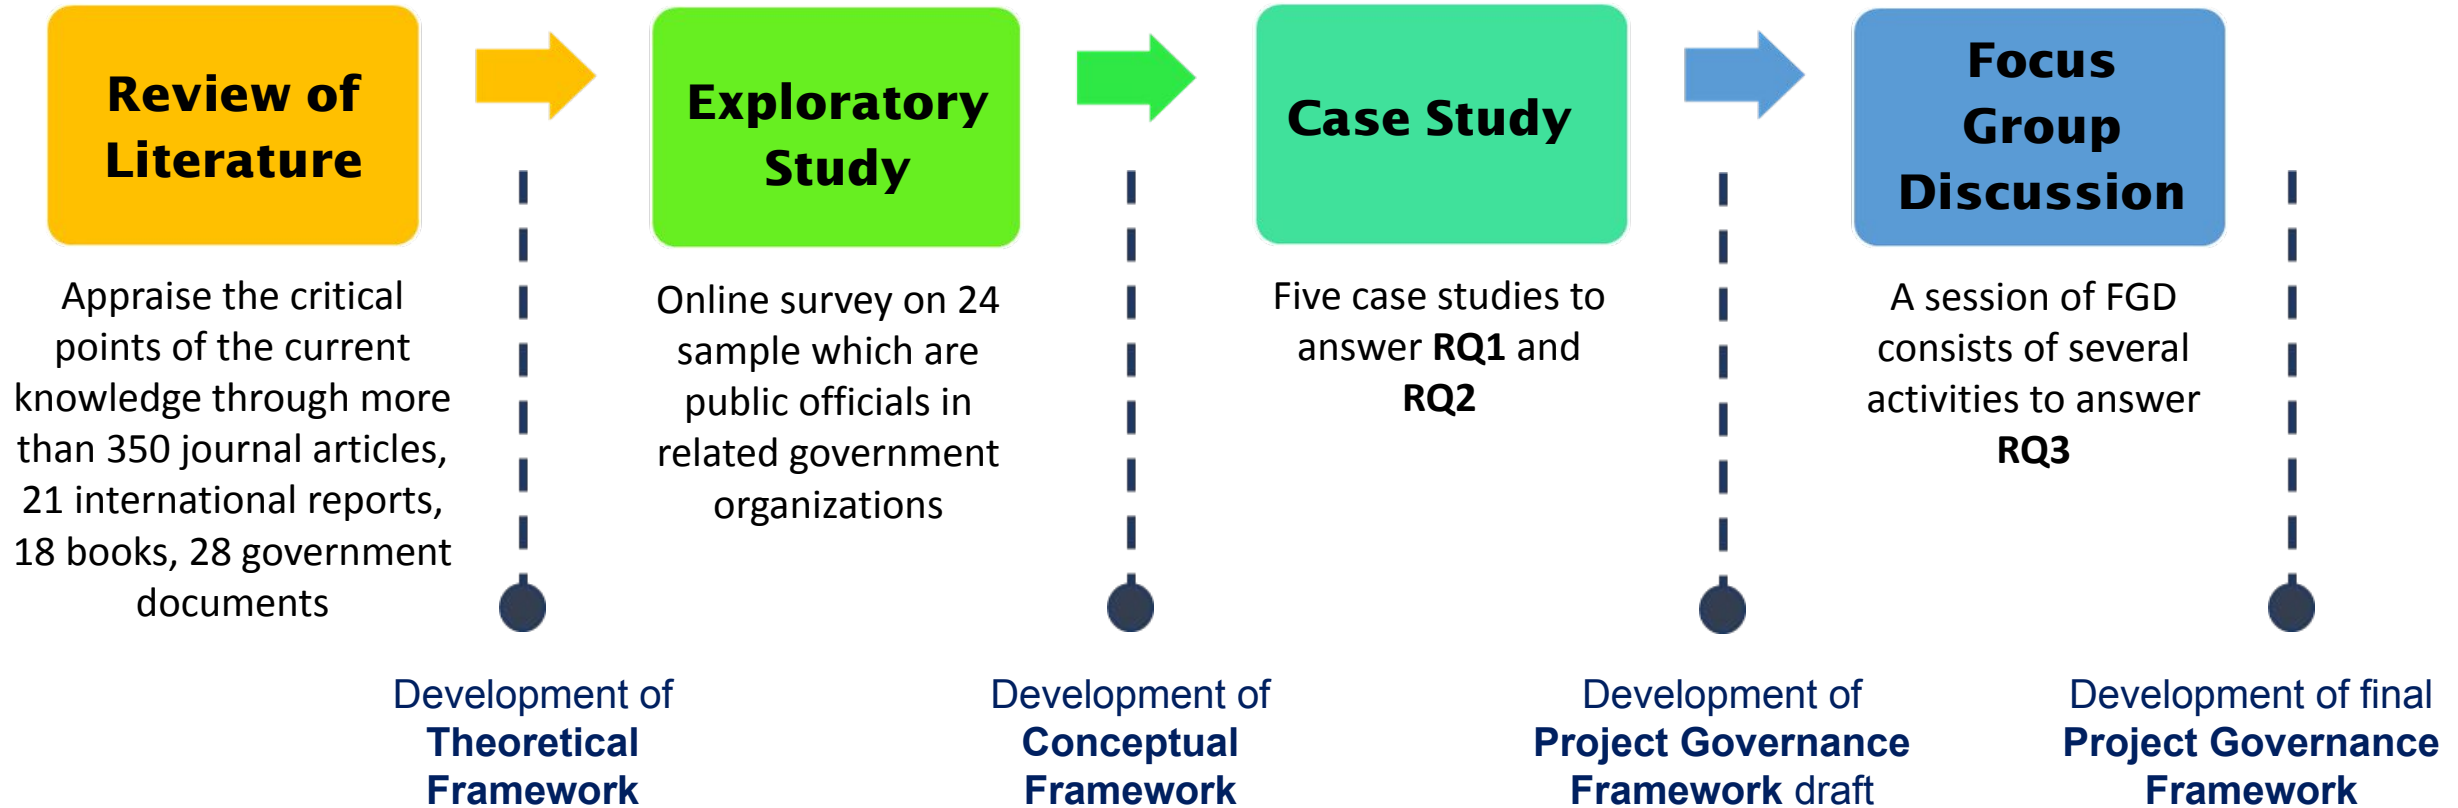 Review of
Literature
Exploratory
Study
Case Study
Focus
Group
Discussion
Appraise the critical
points of the current
knowledge through more
than 350 journal articles,
21 international reports,
18 books, 28 government
documents
Online survey on 24
sample which are
public officials in
related government
organizations
Five case studies to
answer RQ1 and
RQ2
A session of FGD
consists of several
activities to answer
RQ3
Development of
Theoretical
Framework
Development of
Conceptual
Framework
Development of
Project Governance
Framework draft
Development of final
Project Governance
Framework